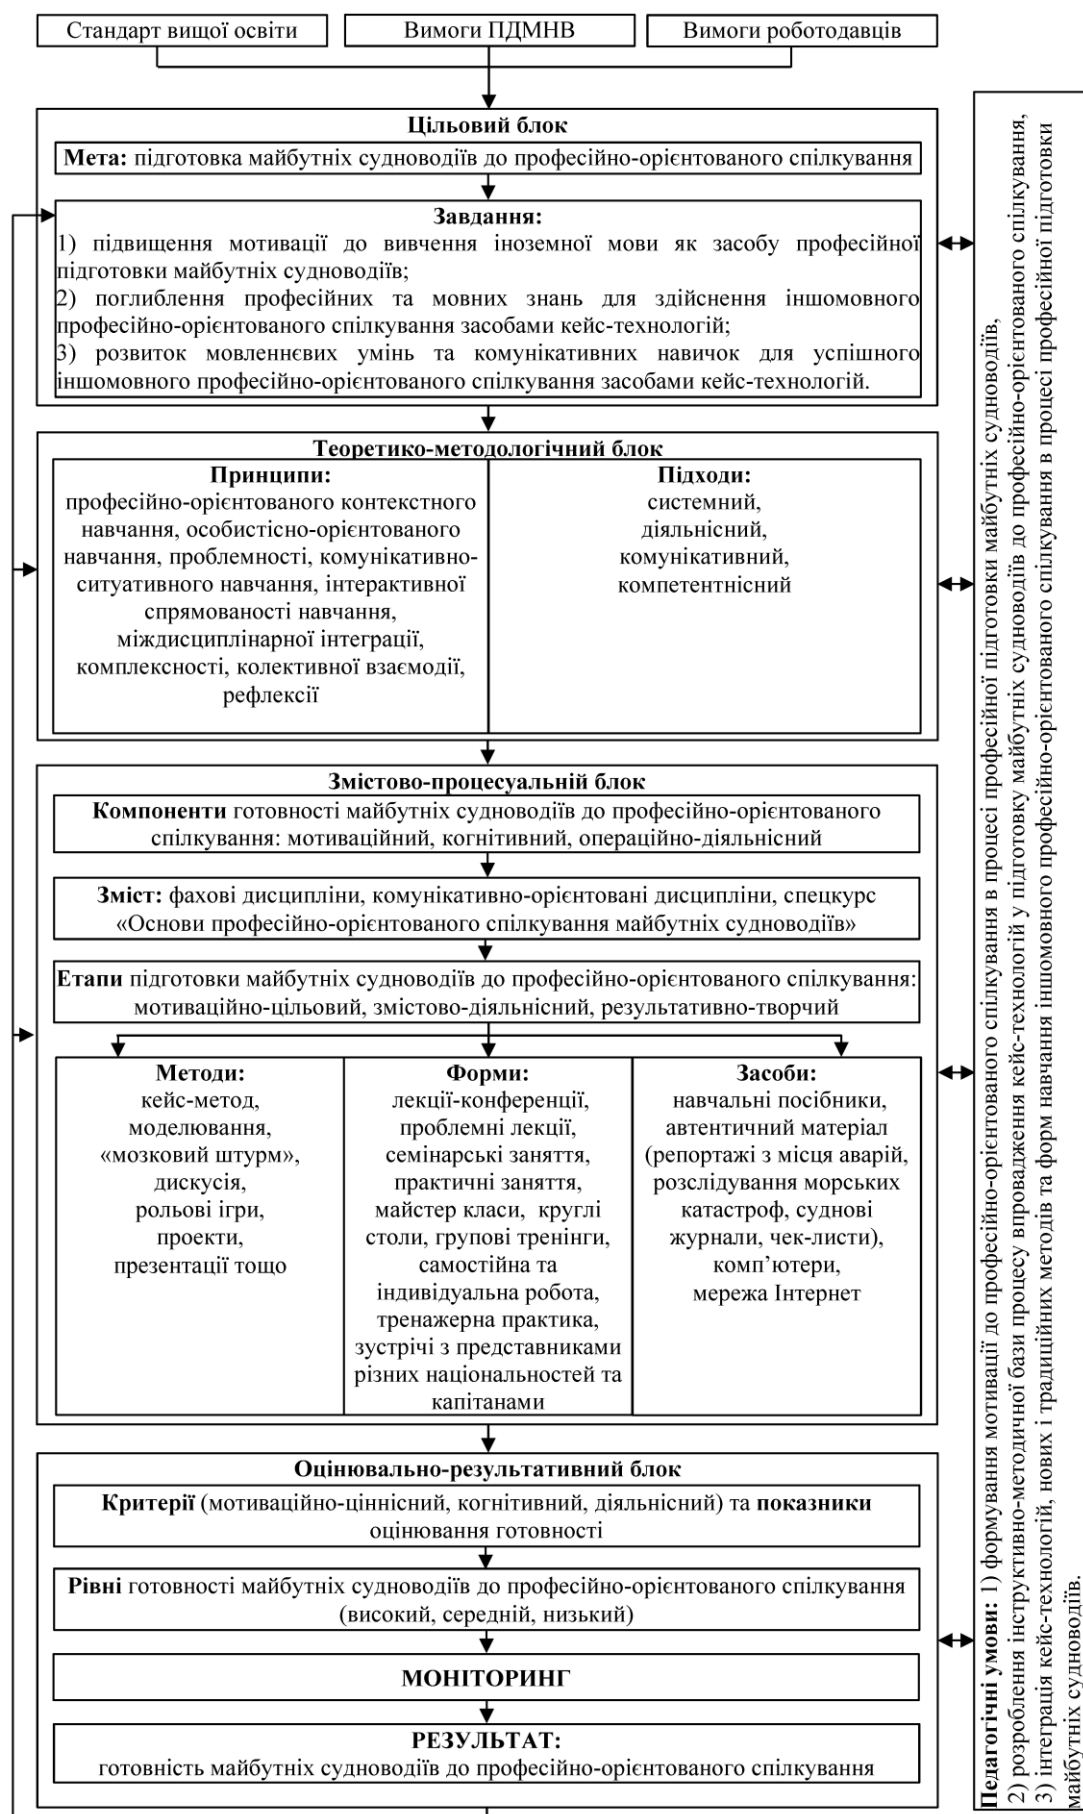 Стандарт вищої освіти
Вимоги ПДМНВ
Вимоги роботодавців
Цільовий блок
Мета: підготовка майбутніх судноводіїв до професійно-орієнтованого спілкування
Завдання:
1) підвищення мотивації до вивчення іноземної мови як засобу професійної
підготовки майбутніх судноводіїв;
2) поглиблення професійних та мовних знань для здійснення іншомовного
професійно-орієнтованого спілкування засобами кейс-технологій;
3) розвиток мовленнєвих умінь та комунікативних навичок для успішного
іншомовного професійно-орієнтованого спілкування засобами кейс-технологій.
Теоретико-методологічний блок
Принципи:
професійно-орієнтованого контекстного
навчання, особистісно-орієнтованого
навчання, проблемності, комунікативно-
ситуативного навчання, інтерактивної
спрямованості навчання,
міждисциплінарної інтеграції,
комплексності, колективної взаємодії,
рефлексії
Підходи:
системний,
діяльнісний,
комунікативний,
компетентнісний
Змістово-процесуальній блок
Компоненти готовності майбутніх судноводіїв до професійно-орієнтованого
спілкування: мотиваційний, когнітивний, операційно-діяльнісний
Зміст: фахові дисципліни, комунікативно-орієнтовані дисципліни, спецкурс
«Основи професійно-орієнтованого спілкування майбутніх судноводіїв»
Етапи підготовки майбутніх судноводіїв до професійно-орієнтованого спілкування:
мотиваційно-цільовий, змістово-діяльнісний, результативно-творчий
Методи:
кейс-метод,
моделювання,
«мозковий штурм»,
дискусія,
рольові ігри,
проекти,
презентації тощо
Форми:
лекції-конференції,
проблемні лекції,
семінарські заняття,
практичні заняття,
майстер класи, круглі
столи, групові тренінги,
самостійна та
індивідуальна робота,
тренажерна практика,
зустрічі з представниками
різних національностей та
капітанами
Засоби:
навчальні посібники,
автентичний матеріал
(репортажі з місця аварій,
розслідування морських
катастроф, суднові
журнали, чек-листи),
комп’ютери,
мережа Інтернет
Оцінювально-результативний блок
Критерії (мотиваційно-ціннісний, когнітивний, діяльнісний) та показники
оцінювання готовності
Рівні готовності майбутніх судноводіїв до професійно-орієнтованого спілкування
(високий, середній, низький)
МОНІТОРИНГ
РЕЗУЛЬТАТ:
готовність майбутніх судноводіїв до професійно-орієнтованого спілкування
Педагогічні умови: 1) формування мотивації до професійно-орієнтованого спілкування в процесі професійної підготовки майбутніх судноводіїв,
2) розроблення інструктивно-методичної бази процесу впровадження кейс-технологій у підготовку майбутніх судноводіїв до професійно-орієнтованого спілкування,
3) інтеграція кейс-технологій, нових і традиційних методів та форм навчання іншомовного професійно-орієнтованого спілкування в процесі професійної підготовки
майбутніх судноводіїв.